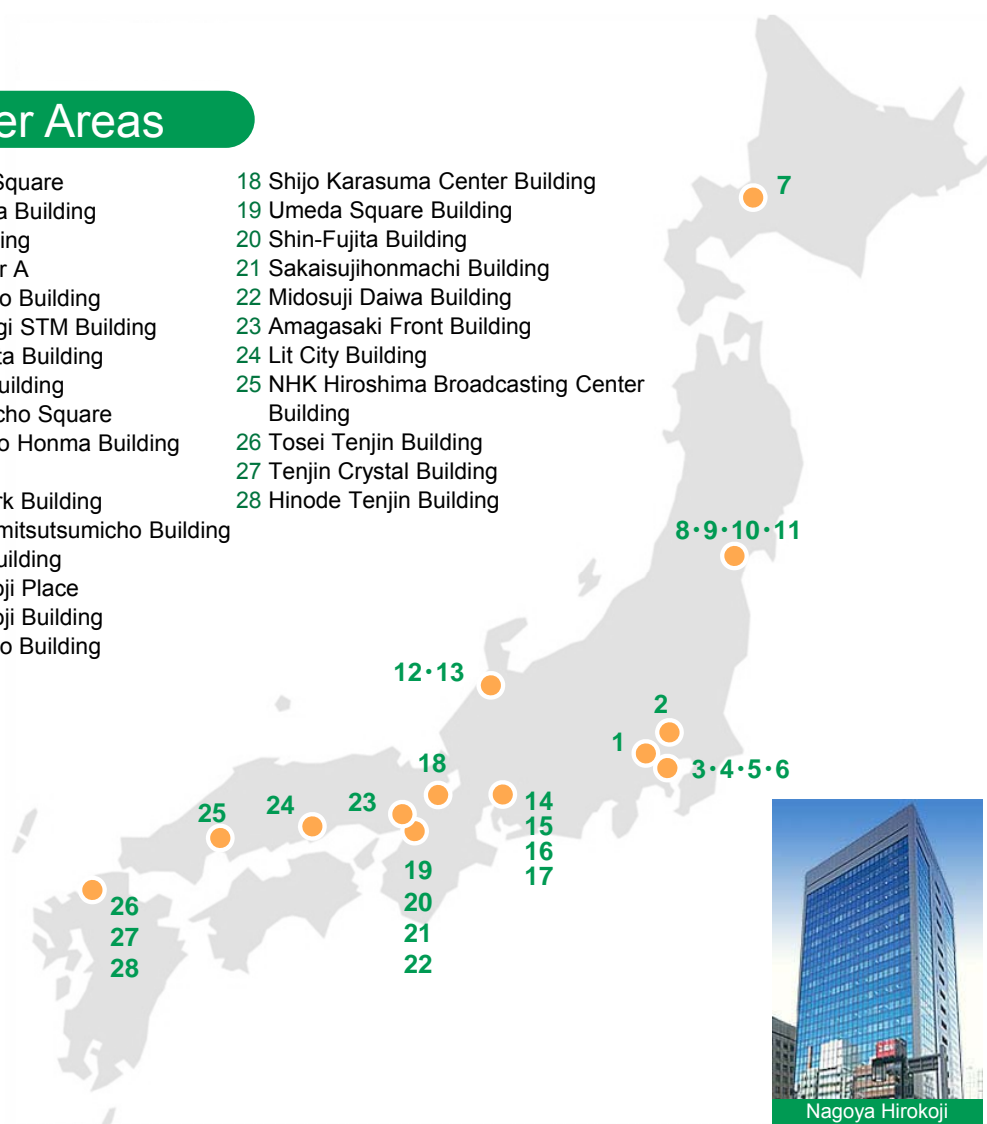 er Areas
Square
a Building
ing
r A
o Building
gi STM Building
ta Building
uilding
cho Square
o Honma Building
rk Building
mitsutsumicho Building
uilding
oji Place
oji Building
o Building
18 Shijo Karasuma Center Building
19 Umeda Square Building
20 Shin-Fujita Building
21 Sakaisujihonmachi Building
22 Midosuji Daiwa Building
23 Amagasaki Front Building
24 Lit City Building
25 NHK Hiroshima Broadcasting Center
Building
26 Tosei Tenjin Building
27 Tenjin Crystal Building
28 Hinode Tenjin Building
7
8・9・10・11
12・13
2
1
3・4・5・6
18
23
24
25
14
15
16
17
19
20
21
22
26
27
28
Nagoya Hirokoji